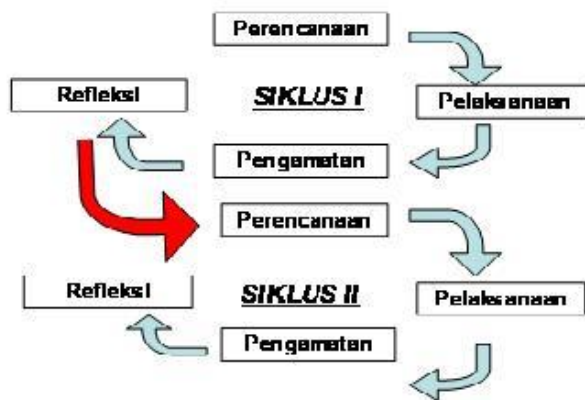 Perencanaan
Refleksi
SIKLUS I
Pelaksanaan
Pengamatan
Perencanaan
Refleksi
SIKLUS II
Pelaksanaan
Pengamatan